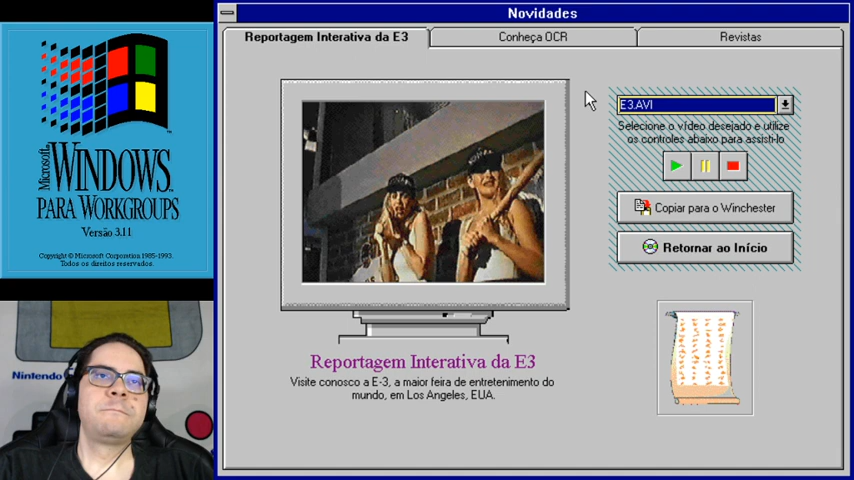 Microsoft®
WINDOWS™
PARA WORKGROUPS
Versão 3.11
Copyright © Microsoft Corporation 1985-1993.
Todos os direitos reservados.
Nintendo
Novidades
Reportagem Interativa da E3
Conheça OCR
Revistas
E3.AVI
Selecione o vídeo desejado e utilize
os controles abaixo para assisti-lo
Copiar para o Winchester
Retornar ao Início
Reportagem Interativa da E3
Visite conosco a E-3, a maior feira de entretenimento do
mundo, em Los Angeles, EUA.